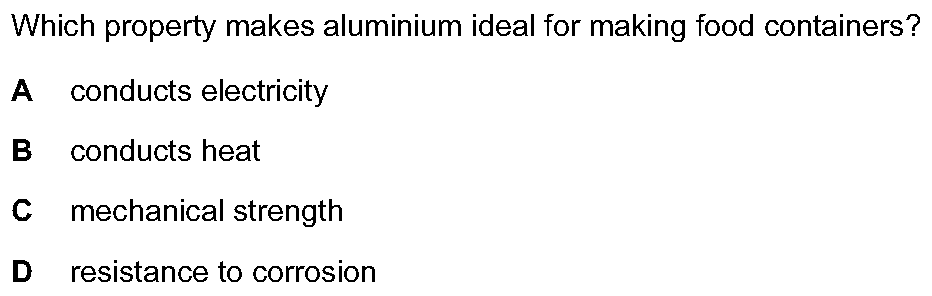 Which property makes aluminium ideal for making food containers?
A conducts electricity
B conducts heat
C mechanical strength
D resistance to corrosion